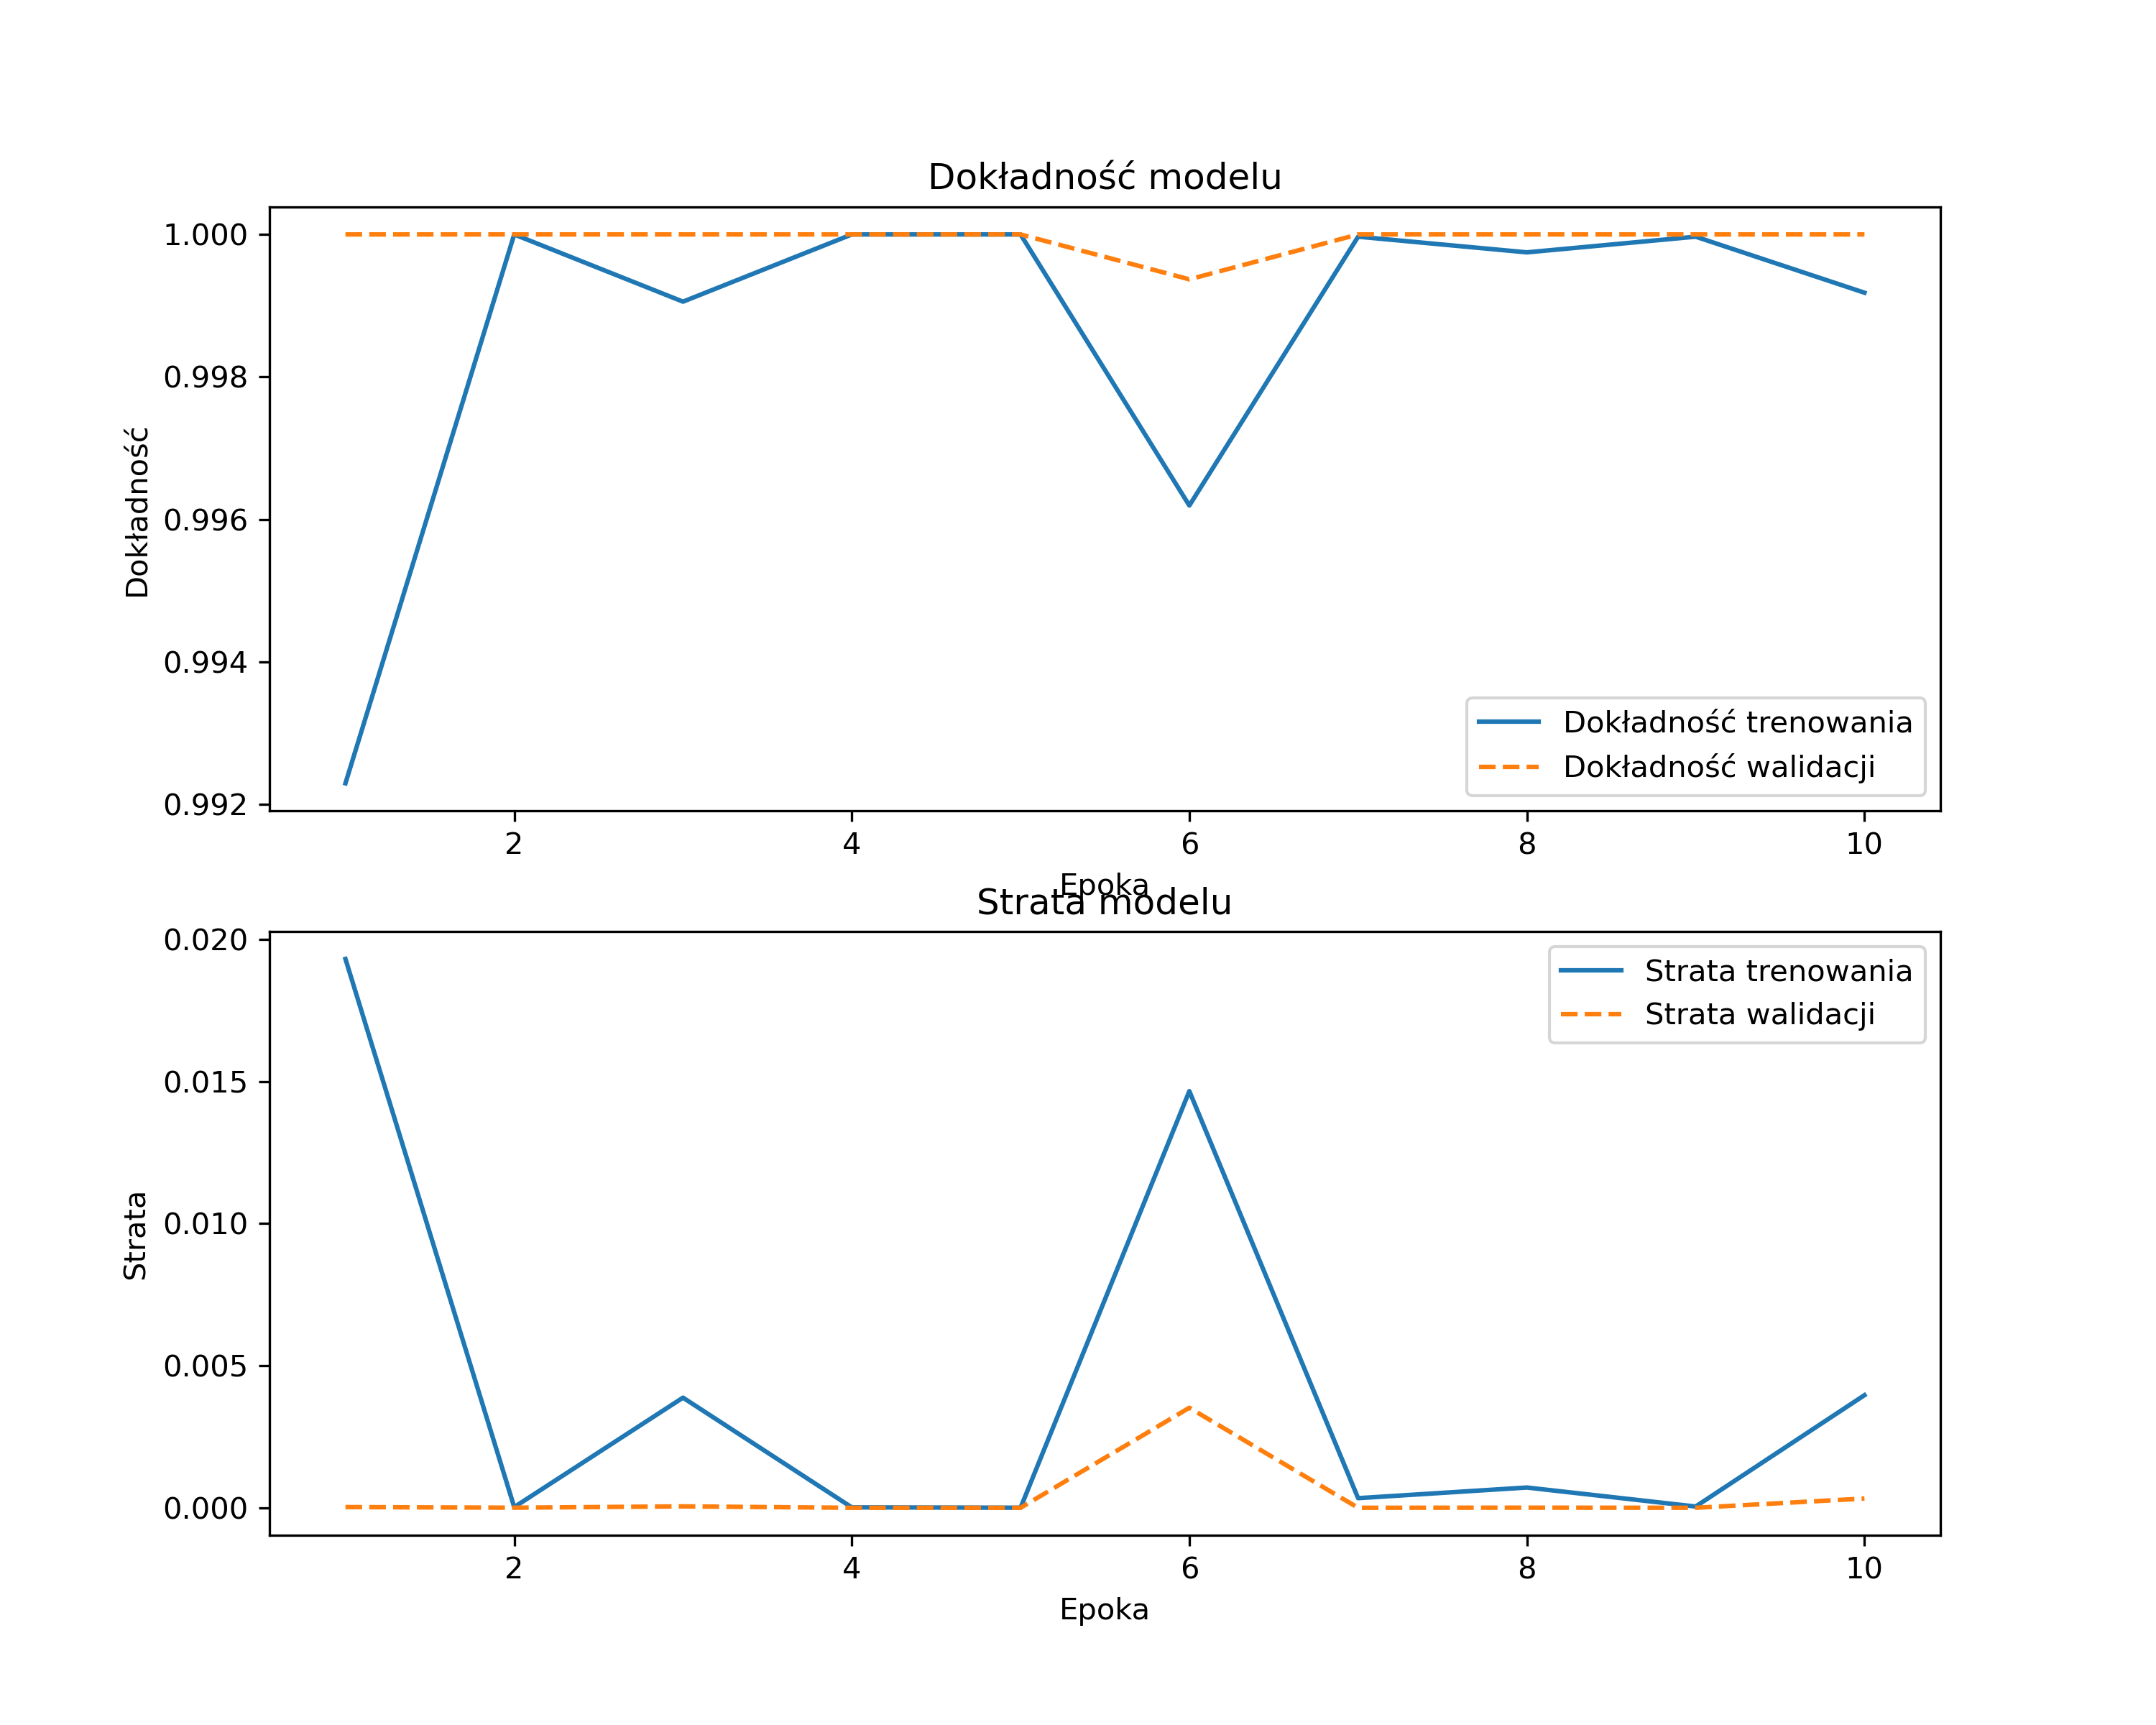 Dokładność modelu
1.000
0.998
0.996
0.994
0.992
Dokładność
Dokładność trenowania
Dokładność walidacji
2 4 6 8 10
Epoka
Strata modelu
0.020
0.015
0.010
0.005
0.000
Strata
Strata trenowania
Strata walidacji
2 4 6 8 10
Epoka